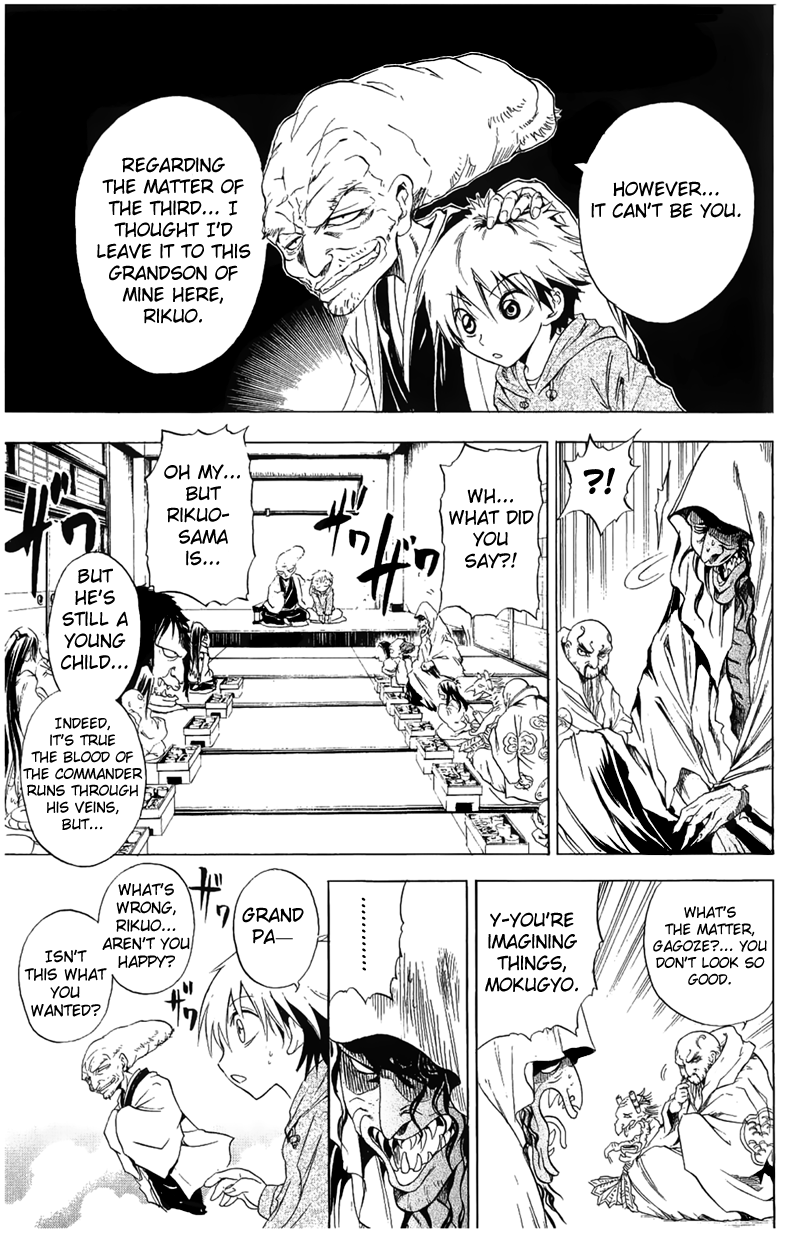 HOWEVER...
IT CAN'T BE YOU.
REGARDING
THE MATTER OF
THE THIRD... I
THOUGHT I'D
LEAVE IT TO THIS
GRANDSON OF
MINE HERE,
RIKUO.
?!
WH...
WHAT DID
YOU
SAY?!
ザワ
ザワ
OH MY...
BUT
RIKUO-
SAMA
IS...
ザワ
BUT
HE'S
STILL A
YOUNG
CHILD...
INDEED,
IT'S TRUE
THE BLOOD OF
THE COMMANDER
RUNS THROUGH
HIS VEINS,
BUT...
WHAT'S
THE MATTER,
GAGOZE?... YOU
DON'T LOOK SO
GOOD.
Y-YOU'RE
IMAGINING
THINGS,
MOKUGYO.
............
GRAND
PA—
ザワ
ザワ
WHAT'S
WRONG,
RIKUO...
AREN'T YOU
HAPPY?
ISN'T
THIS WHAT
YOU
WANTED?